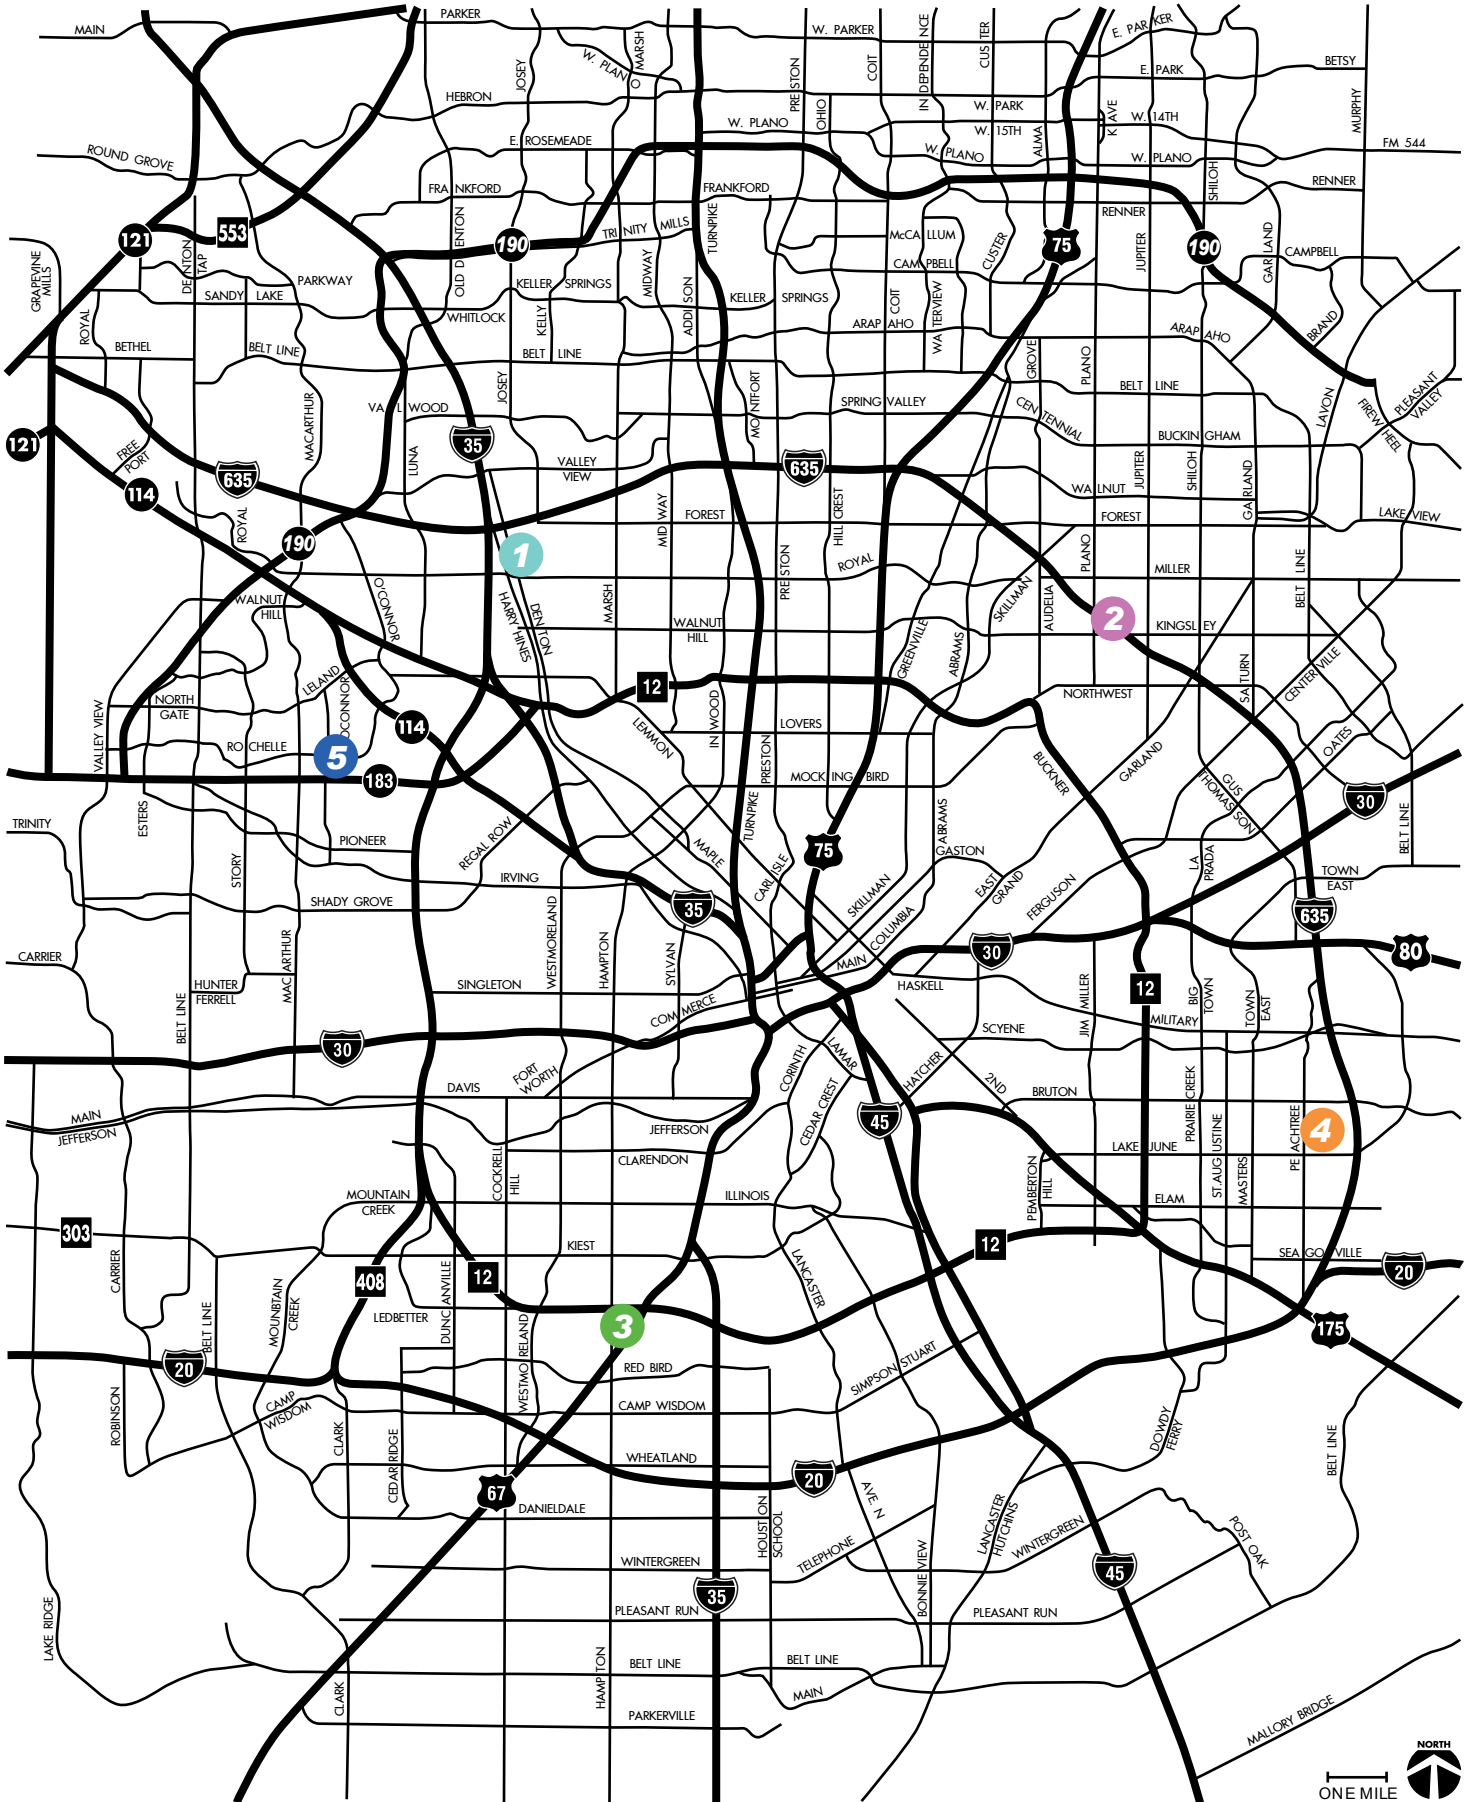 PARKER
MAIN
W. PARKER
E. PARKER
MARSH
JOSEY
W. PLANO
PRESTON
COIT
INDEPENDENCE
CUSTER
E. PARK
BETSY
HEBRON
OHIO
W. PARK
K AVE
W. 14TH
MURPHY
W. PLANO
W. 15TH
ALMA
E. ROSEMEADE
FM 544
ROUND GROVE
W. PLANO
W. PLANO
FRANKFORD
FRANKFORD
SHILOH
RENNER
RENNER
121
553
OLD DENTON
190
TRINITY MILLS
TURNPIKE
McCALLUM
CUSTER
75
JUPITER
190
GARLAND
CAMPBELL
GRAPEVINE
MILLS
DENTON
TAP
PARKWAY
CAMPBELL
MIDWAY
KELLER SPRINGS
SANDY LAKE
KELLER SPRINGS
COIT
WATERVIEW
ROYAL
WHITLOCK
KELLY
ADDISON
ARAPAHO
ARAPAHO
BRAND
BETHEL
BELT LINE
BELT LINE
GROVE
PLANO
JOSEY
MONTFORT
BELT LINE
PLEASANT
VALLEY
VALWOOD
SPRING VALLEY
CENTENNIAL
LAVON
FIREWHEEL
MACARTHUR
121
FREE
PORT
35
BUCKINGHAM
LUNA
VALLEY
VIEW
635
635
JUPITER
SHILOH
GARLAND
114
WALNUT
HILLCREST
MIDWAY
ROYAL
FOREST
FOREST
LAKE VIEW
190
1
PRESTON
ROYAL
PLANO
MILLER
BELT LINE
O'CONNOR
HARRY HINES
DENTON
MARSH
SKILLMAN
AUDELIA
WALNUT
HILL
WALNUT
HILL
2
KINGSLEY
GREENVILLE
ABRAMS
LELAND
12
SATURN
CENTERVILLE
NORTHWEST
NORTH
GATE
VALLEY VIEW
OCONNOR
114
LEMMON
INWOOD
LOVERS
OATES
ROCHELLE
5
PRESTON
BUCKNER
GARLAND
183
MOCKINGBIRD
GUS
THOMASSON
30
TRINITY
ESTERS
PIONEER
REGAL ROW
MAPLE
TURNPIKE
75
ABRAMS
BELT LINE
GASTON
STORY
IRVING
CARLISLE
SKILLMAN
EAST
GRAND
FERGUSON
LA
PRADA
TOWN
EAST
SHADY GROVE
35
635
COLUMBIA
WESTMORELAND
HAMPTON
SYLVAN
MAIN
30
80
CARRIER
MAC ARTHUR
HUNTER
FERRELL
SINGLETON
HASKELL
12
JIM MILLER
BIG
TOWN
TOWN
EAST
BELT LINE
COMMERCE
MILITARY
SCYENE
30
LAMAR
CORINTH
HATCHER
FORT
WORTH
DAVIS
CEDAR CREST
2ND
BRUTON
MAIN
JEFFERSON
JEFFERSON
45
PRAIRIE CREEK
PEACHTREE
4
CLARENDON
LAKE JUNE
COCKRELL
HILL
ST. AUGUSTINE
MASTERS
PEMBERTON
HILL
MOUNTAIN
CREEK
ILLINOIS
ELAM
303
KIEST
12
SEAGOVILLE
CARRIER
408
DUNCANVILLE
12
LANCASTER
20
MOUNBTAIN
CREEK
BELT LINE
LEDBETTER
3
175
20
WESTMORELAND
RED BIRD
SIMPSON STUART
ROBINSON
CAMP
WISDOM
CAMP WISDOM
CLARK
DOWDY
FERRY
BELT LINE
CEDAR RIDGE
WHEATLAND
20
67
DANIELDALE
AVE. N
HOUSTON
SCHOOL
LANCASTER
HUTCHINS
POST OAK
TELEPHONE
WINTERGREEN
WINTERGREEN
45
BONNIE VIEW
LAKE RIDGE
35
PLEASANT RUN
PLEASANT RUN
BELT LINE
BELT LINE
HAMPTON
CLARK
MAIN
PARKERVILLE
MALLORY BRIDGE
NORTH
ONE MILE